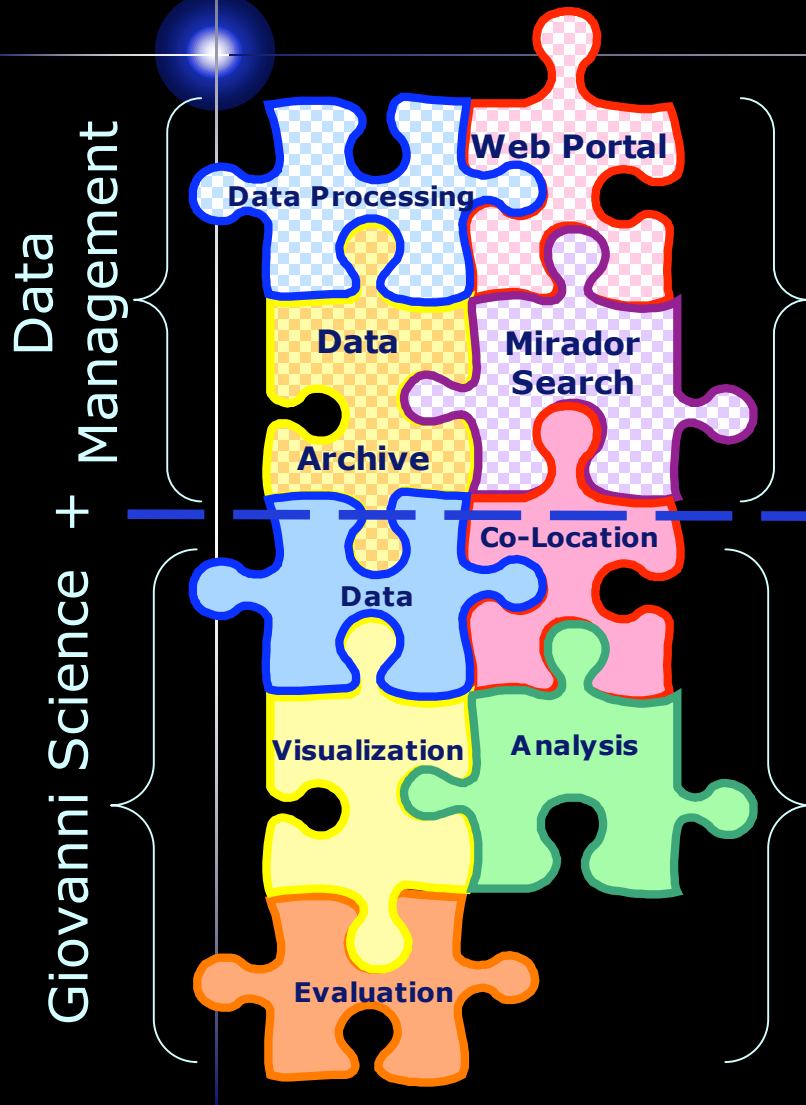 Data
Management
Giovanni Science +
Data Processing
Web Portal
Data
Archive
Mirador
Search
Data
Co-Location
Visualization
Analysis
Evaluation